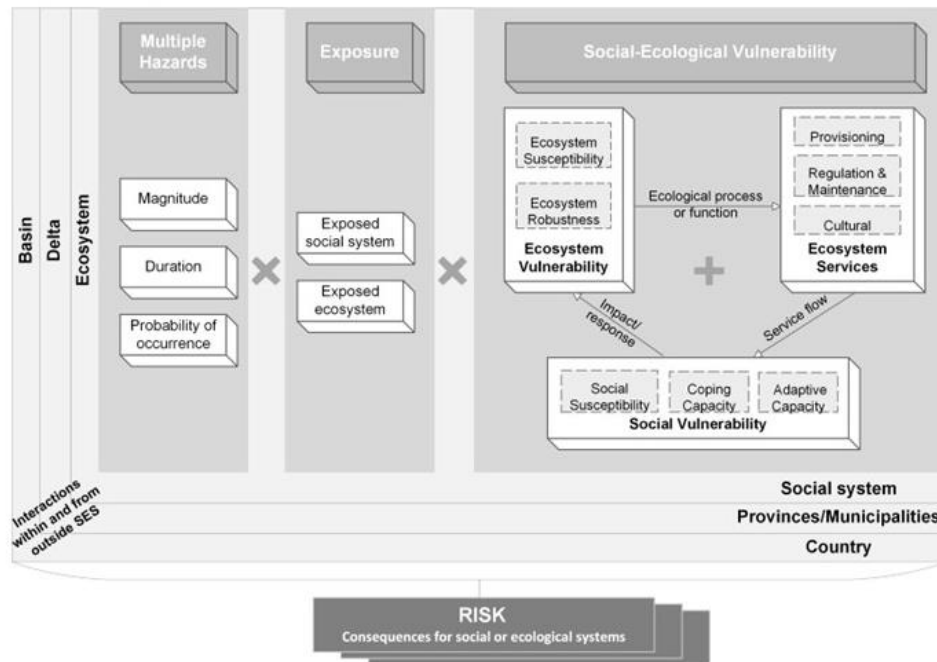 Multiple
Hazards
Exposure
Social-Ecological Vulnerability
Magnitude
Duration
Probability of
occurrence
×
Exposed
social system
Exposed
ecosystem
×
Ecosystem
Susceptibility
Ecosystem
Robustness
Ecosystem
Vulnerability
Ecological process
or function
+
Provisioning
Regulation &
Maintenance
Cultural
Ecosystem
Services
Impact/
response
Service flow
Social
Susceptibility
Coping
Capacity
Adaptive
Capacity
Social Vulnerability
Basin
Delta
Ecosystem
Interactions
within and from
outside SES
Social system
Provinces/Municipalities
Country
RISK
Consequences for social or ecological systems